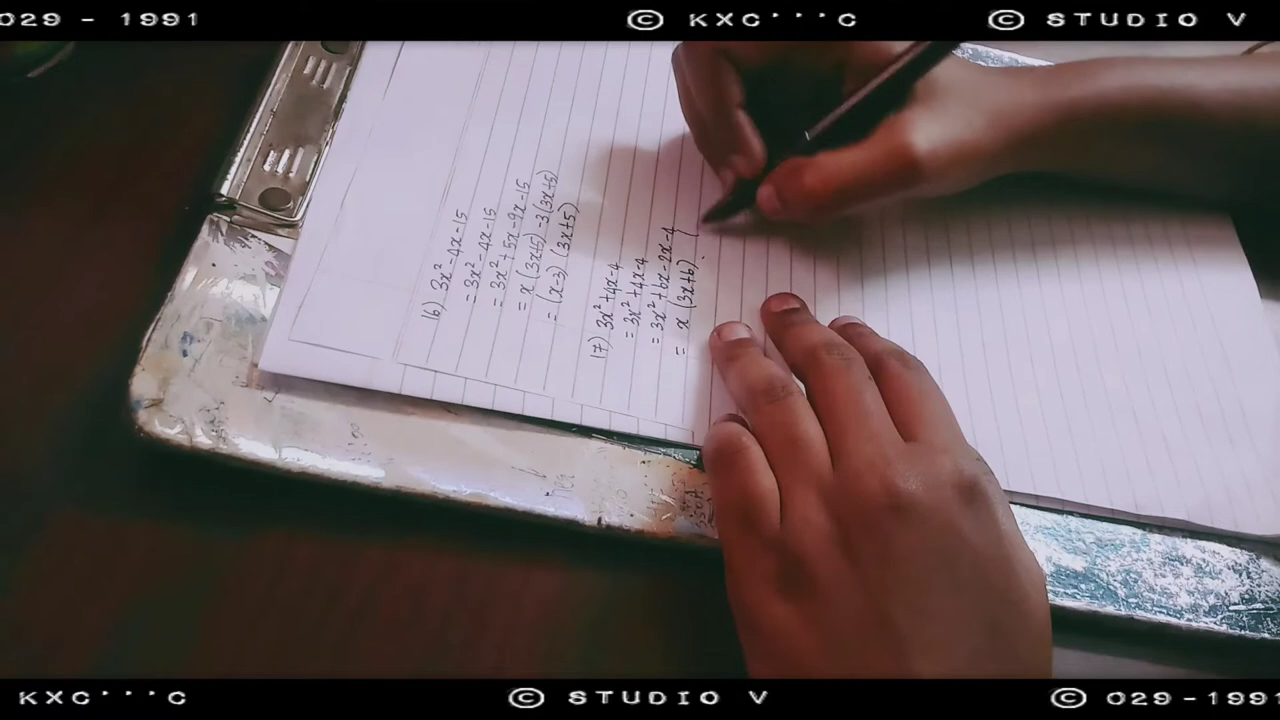 029 - 1991 © KXC'''C © STUDIO V
16) 3x² - 4x - 15
= 3x² - 4x - 15
= 3x² + 5x - 9x - 15
= x (3x+5) - 3 (3x+5)
= (x-3) (3x+5)
17) 3x² + 4x - 4
= 3x² + 4x - 4
= 3x² + 6x - 2x - 4
= x (3x+6)
KXC'''C © STUDIO V © 029 - 1991